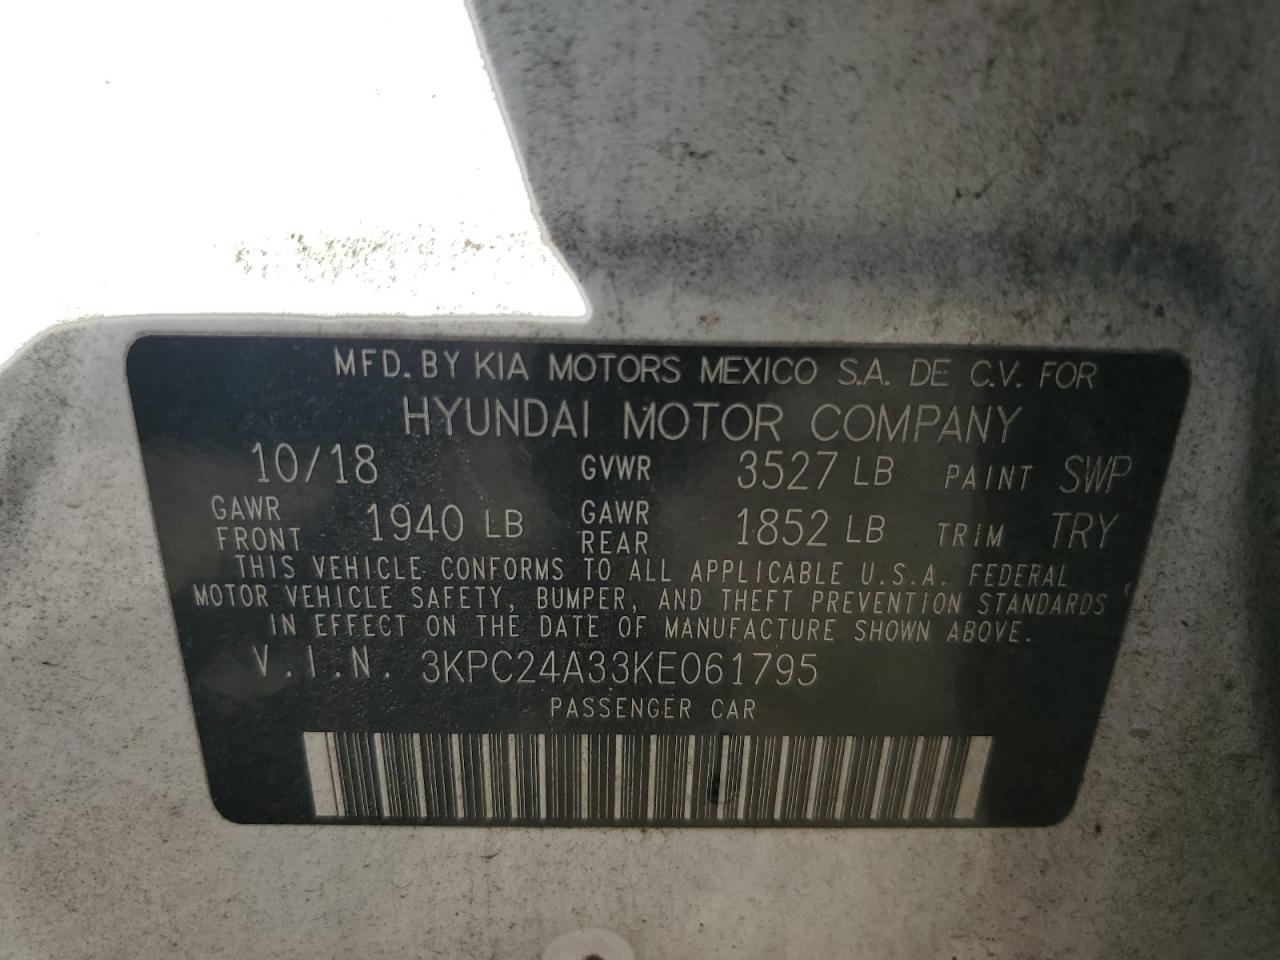 MFD. BY KIA MOTORS MEXICO S.A. DE C.V. FOR
HYUNDAI MOTOR COMPANY
10/18 GVWR 3527 LB PAINT SWP
GAWR FRONT 1940 LB GAWR REAR 1852 LB TRIM TRY
THIS VEHICLE CONFORMS TO ALL APPLICABLE U.S.A. FEDERAL
MOTOR VEHICLE SAFETY, BUMPER, AND THEFT PREVENTION STANDARDS
IN EFFECT ON THE DATE OF MANUFACTURE SHOWN ABOVE.
V.I.N. 3KPC24A33KE061795
PASSENGER CAR